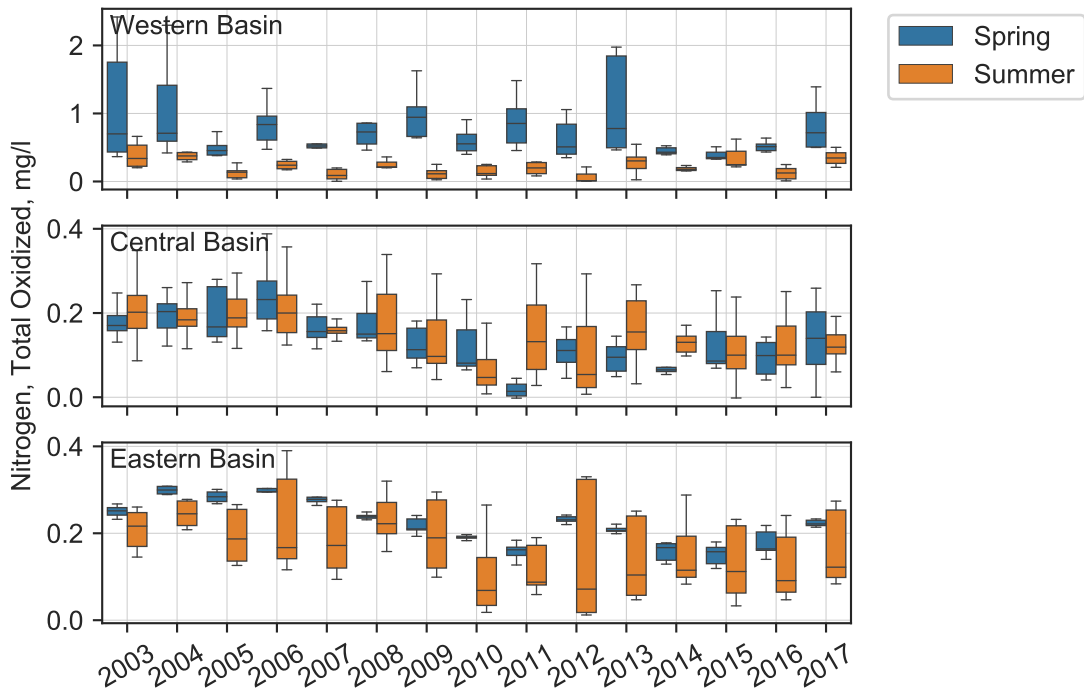 Western Basin
2
1
0
Spring
Summer
Central Basin
0.4
0.2
0.0
Eastern Basin
0.4
0.2
0.0
Nitrogen, Total Oxidized, mg/l
2003 2004 2005 2006 2007 2008 2009 2010 2011 2012 2013 2014 2015 2016 2017